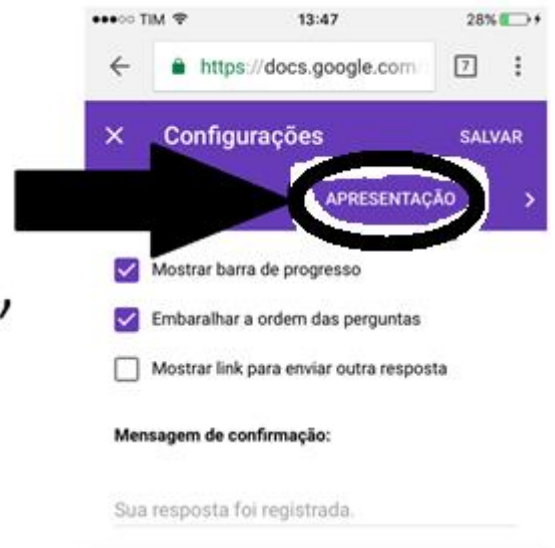 TIM 13:47 28%
https://docs.google.com/
7
Configurações SALVAR
APRESENTAÇÃO
Mostrar barra de progresso
Embaralhar a ordem das perguntas
Mostrar link para enviar outra resposta
,
Mensagem de confirmação:
Sua resposta foi registrada.